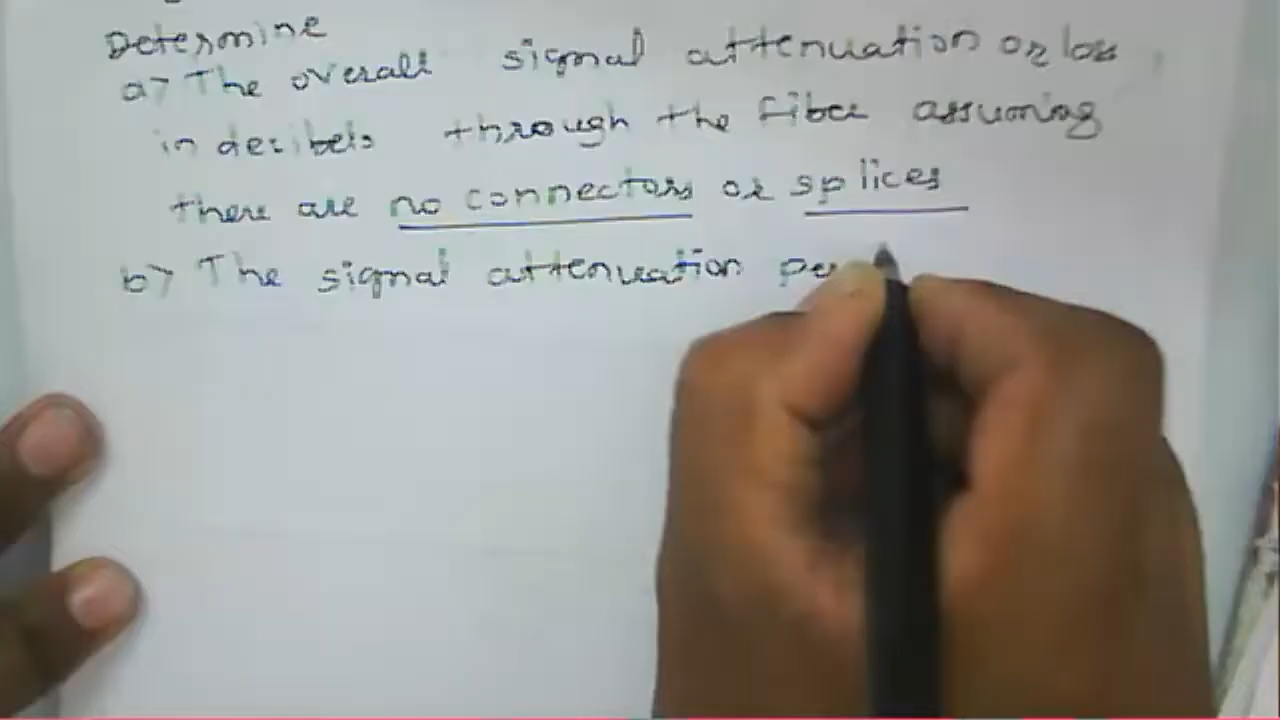 Determine
a) The overall signal attenuation or loss
in decibels through the fiber assuming
there are no connectors or splices
b) The signal attenuation per